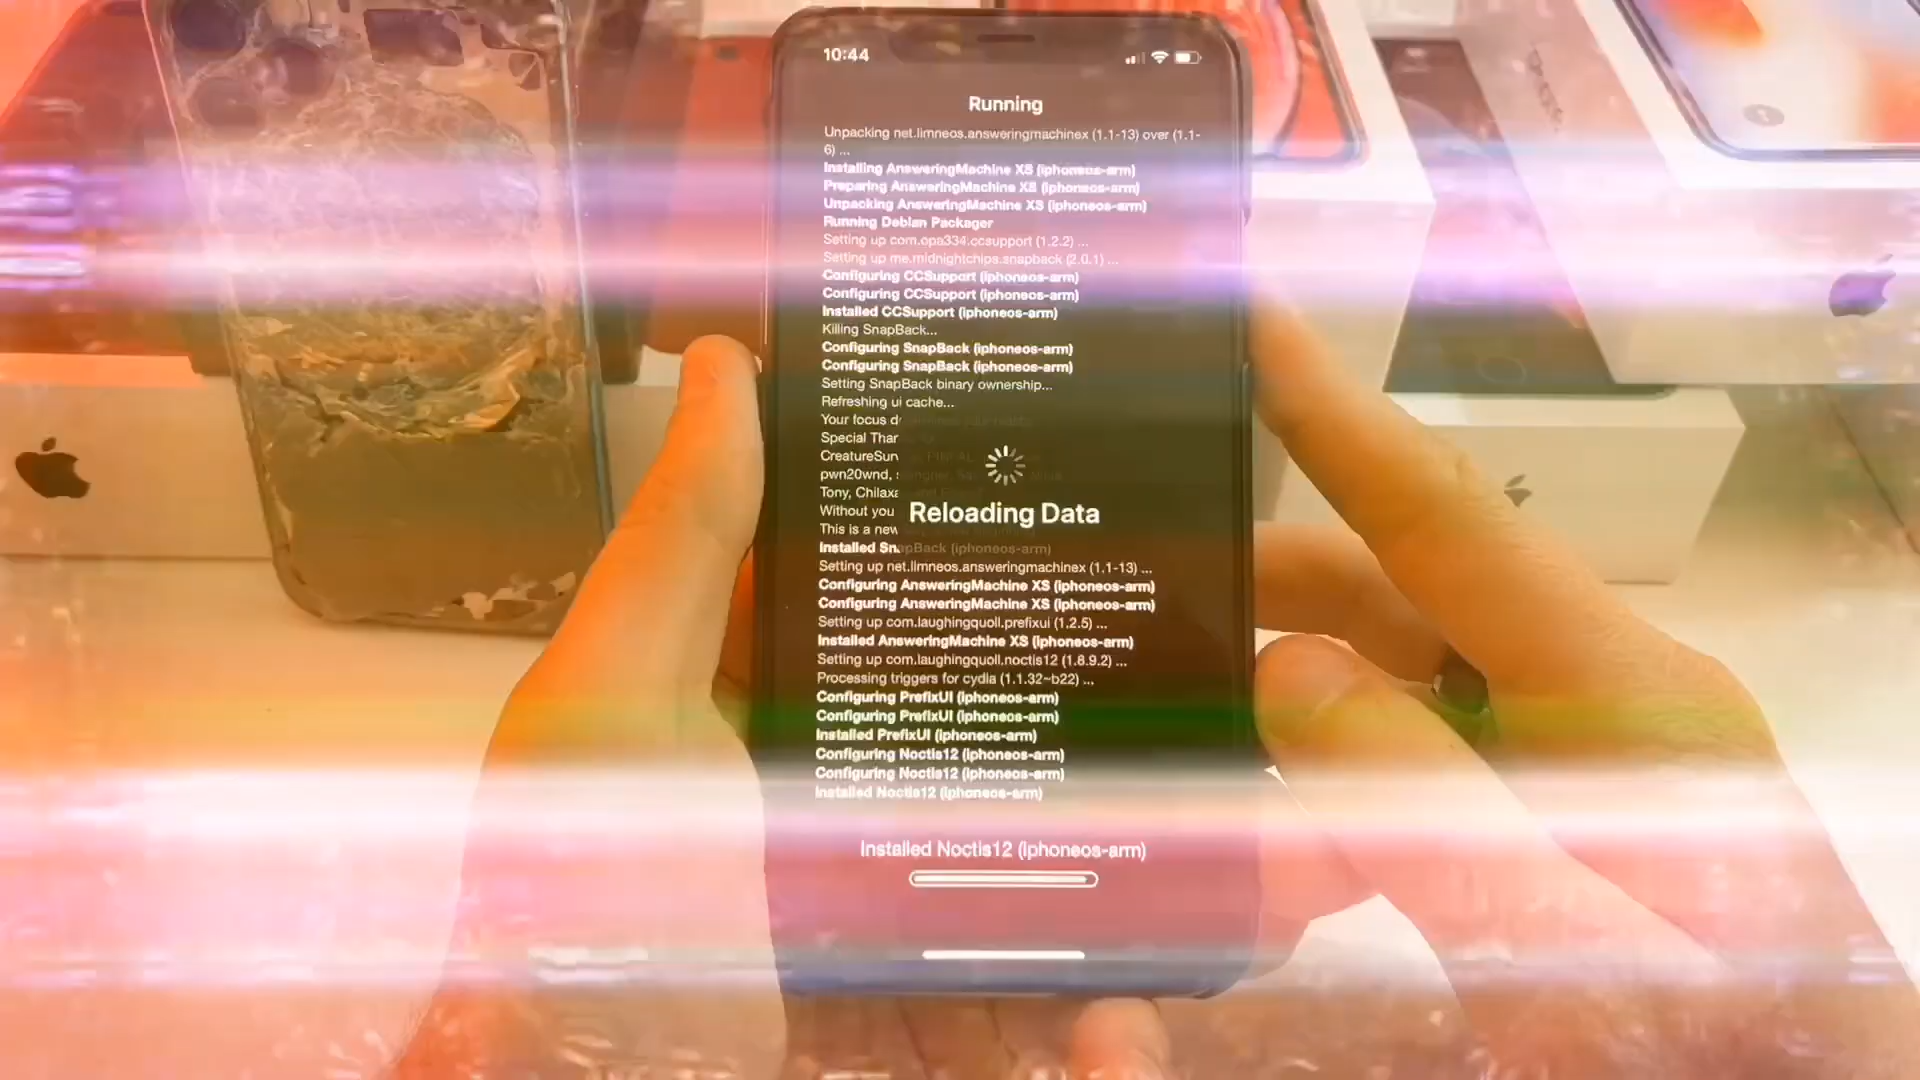 10:44
Running
Unpacking net.limneos.answeringmachinex (1.1-13) over (1.1-
6) ...
Installing AnsweringMachine XS (iphoneos-arm)
Preparing AnsweringMachine XS (iphoneos-arm)
Unpacking AnsweringMachine XS (iphoneos-arm)
Running Debian Packager
Setting up com.opa334.ccsupport (1.2.2) ...
Setting up me.midnightchips.snapback (2.0.1) ...
Configuring CCSupport (iphoneos-arm)
Configuring CCSupport (iphoneos-arm)
Installed CCSupport (iphoneos-arm)
Killing SnapBack...
Configuring SnapBack (iphoneos-arm)
Configuring SnapBack (iphoneos-arm)
Setting SnapBack binary ownership...
Refreshing ui cache...
Your focus
Special
pwn20wnd,
Tony,
Without you
This is a new
Reloading Data
Installed SnapBack (iphoneos-arm)
Setting up net.limneos.answeringmachinex (1.1-13) ...
Configuring AnsweringMachine XS (iphoneos-arm)
Configuring AnsweringMachine XS (iphoneos-arm)
Setting up com.laughingquoll.prefixui (1.2.5) ...
Installed AnsweringMachine XS (iphoneos-arm)
Setting up com.laughingquoll.noctis12 (1.8.9.2) ...
Processing triggers for cydia (1.1.32~b22) ...
Configuring PrefixUI (iphoneos-arm)
Configuring PrefixUI (iphoneos-arm)
Installed PrefixUI (iphoneos-arm)
Configuring Noctis12 (iphoneos-arm)
Configuring Noctis12 (iphoneos-arm)
Installed Noctis12 (iphoneos-arm)
Installed Noctis12 (iphoneos-arm)